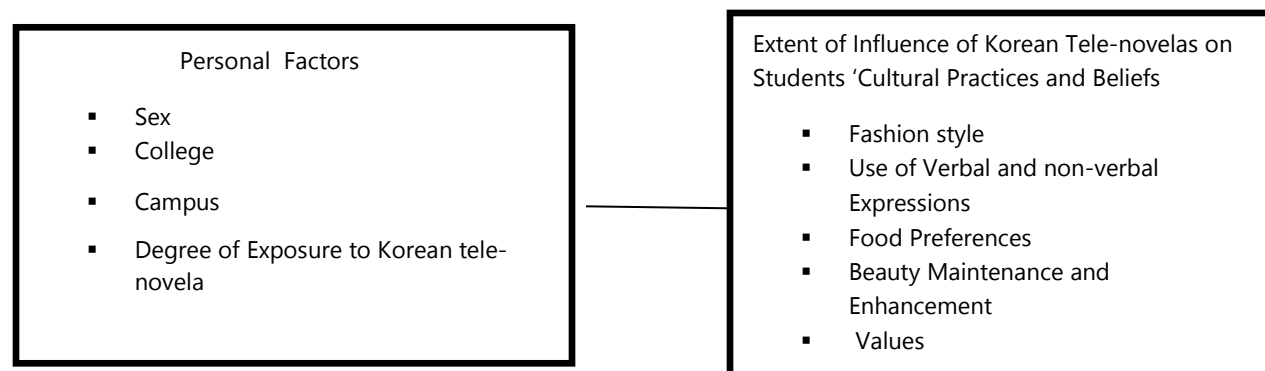 Personal Factors
▪ Sex
▪ College
▪ Campus
▪ Degree of Exposure to Korean tele-
novela
Extent of Influence of Korean Tele-novelas on
Students ‘Cultural Practices and Beliefs
▪ Fashion style
▪ Use of Verbal and non-verbal
Expressions
▪ Food Preferences
▪ Beauty Maintenance and
Enhancement
▪ Values